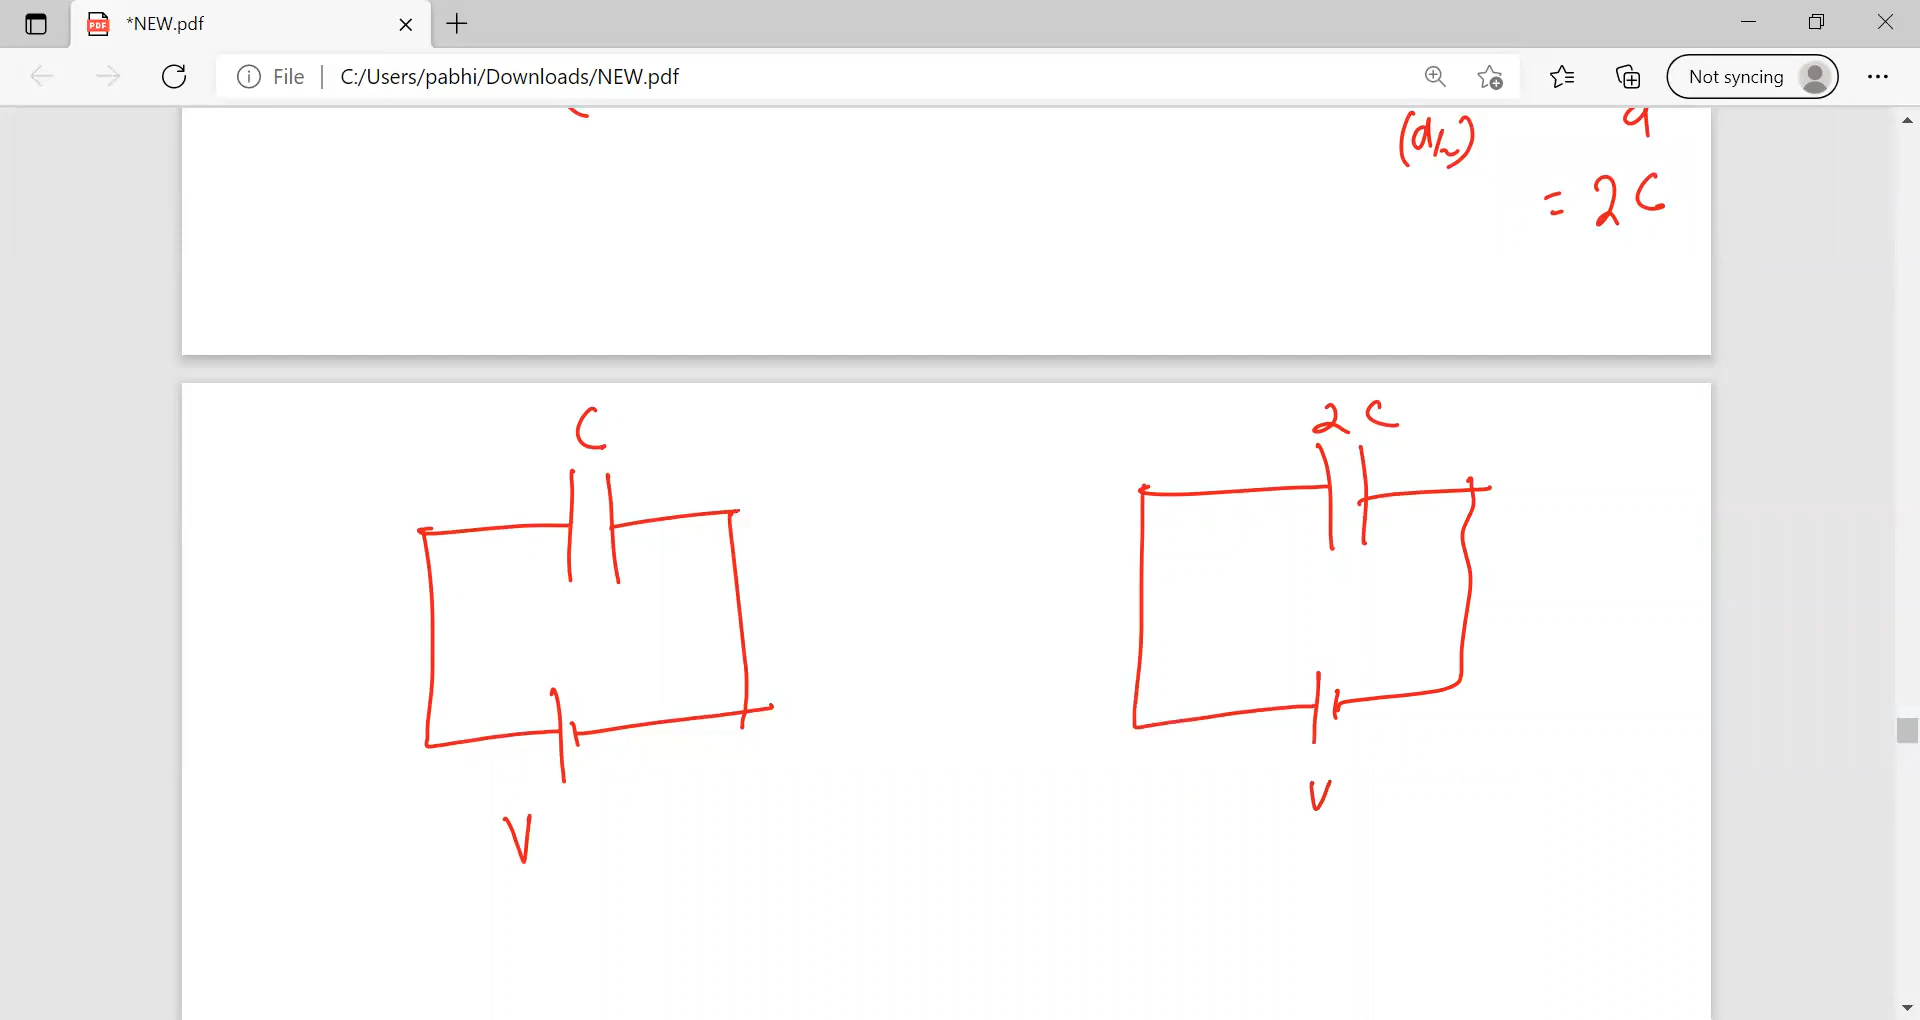 *NEW.pdf
File C:/Users/pabhi/Downloads/NEW.pdf Not syncing
(d/2)
= 2C
C
2C
V
V